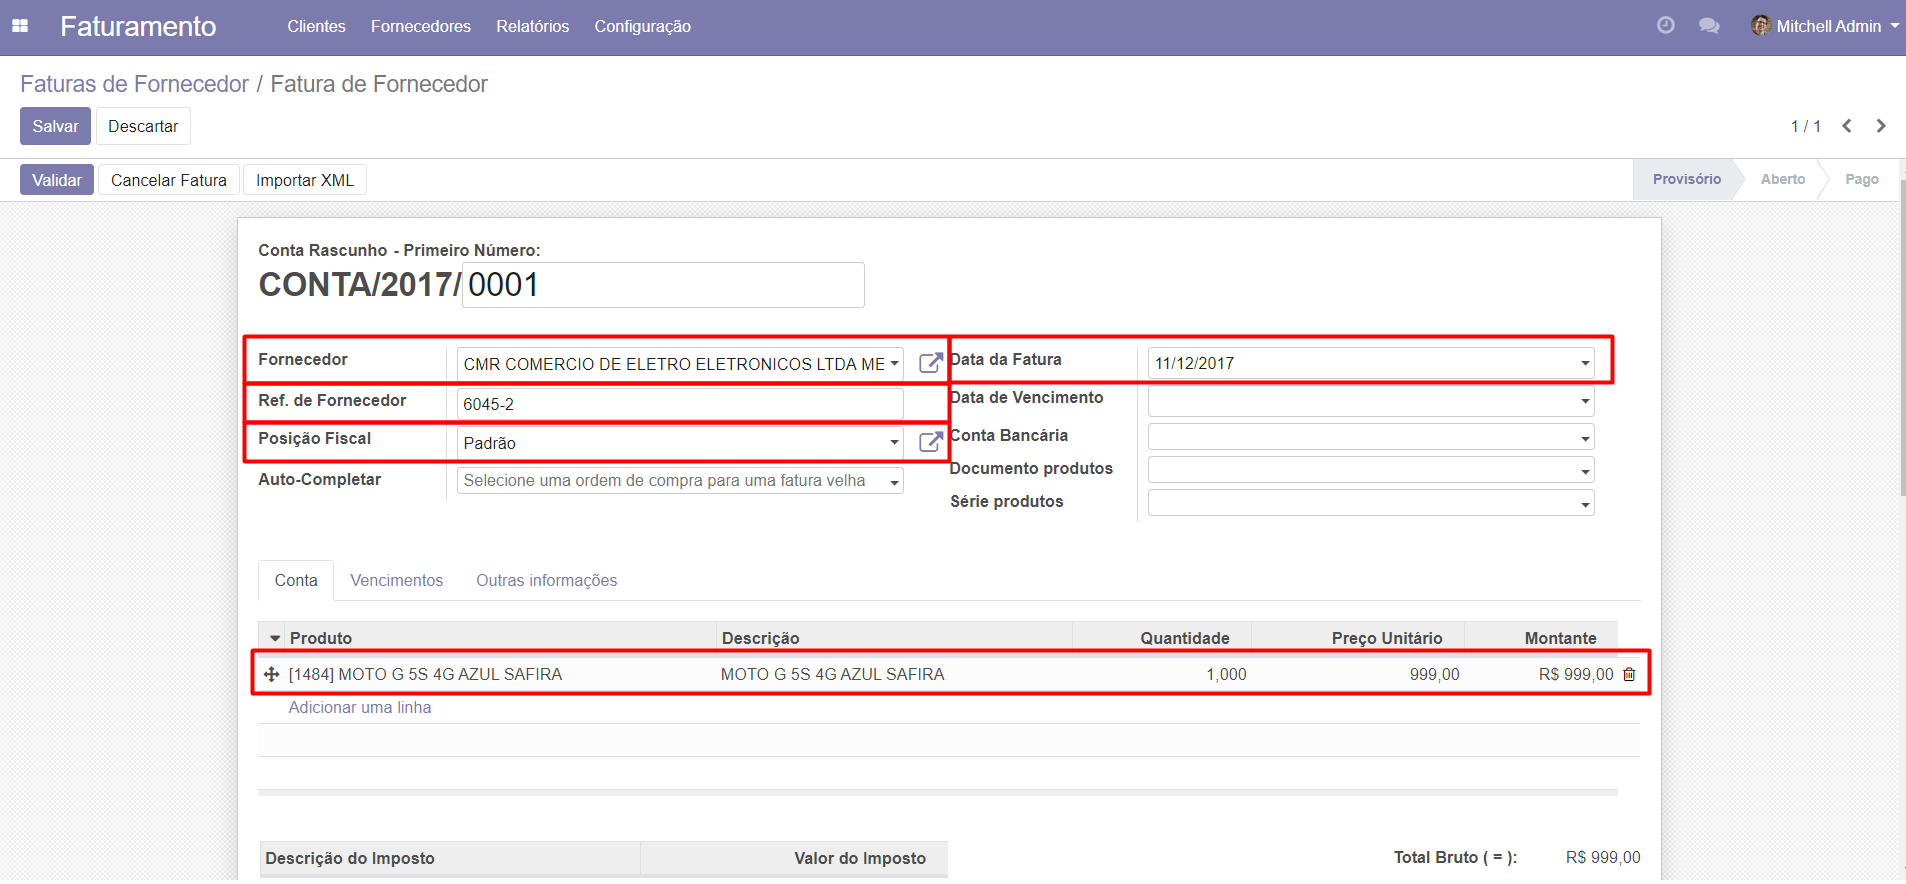 Faturamento Clientes Fornecedores Relatórios Configuração Mitchell Admin
Faturas de Fornecedor / Fatura de Fornecedor
Salvar Descartar 1 / 1
Validar Cancelar Fatura Importar XML Provisório Aberto Pago
Conta Rascunho - Primeiro Número:
CONTA/2017/ 0001
Fornecedor CMR COMERCIO DE ELETRO ELETRONICOS LTDA ME Data da Fatura 11/12/2017
Ref. de Fornecedor 6045-2 Data de Vencimento
Posição Fiscal Padrão Conta Bancária
Auto-Completar Selecione uma ordem de compra para uma fatura velha Documento produtos
Série produtos
Conta Vencimentos Outras informações
Produto Descrição Quantidade Preço Unitário Montante
[1484] MOTO G 5S 4G AZUL SAFIRA MOTO G 5S 4G AZUL SAFIRA 1,000 999,00 R$ 999,00
Adicionar uma linha
Descrição do Imposto Valor do Imposto Total Bruto ( = ): R$ 999,00